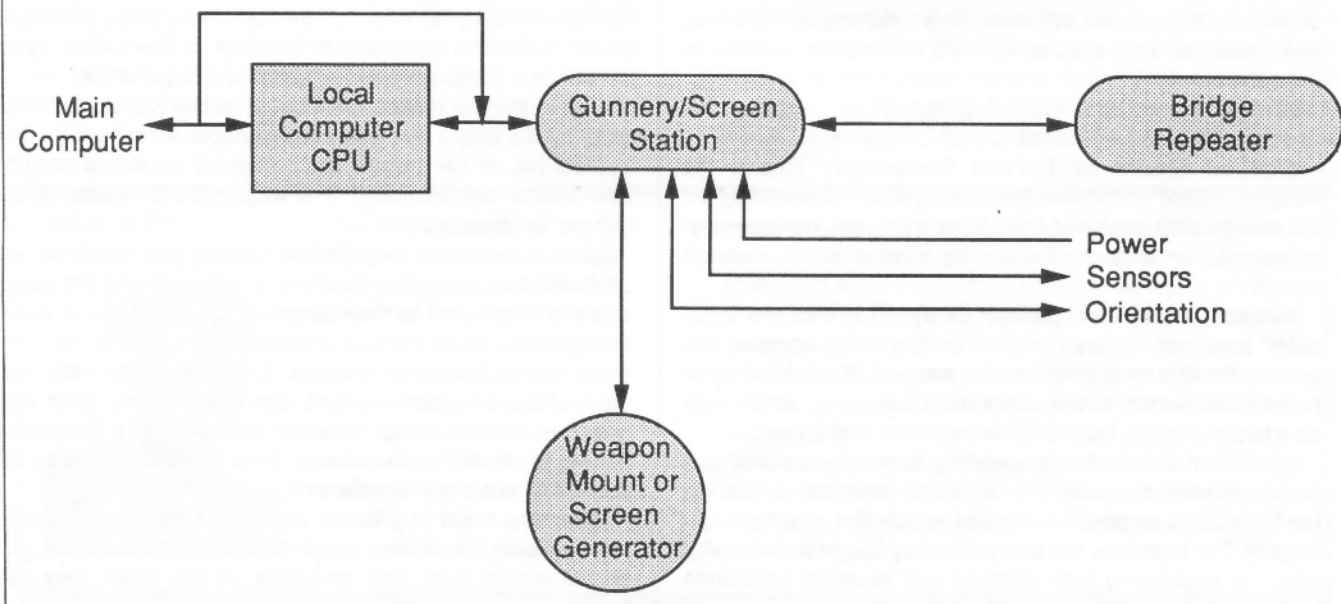 Main
Computer
Local
Computer
CPU
Gunnery/Screen
Station
Bridge
Repeater
Power
Sensors
Orientation
Weapon
Mount or
Screen
Generator